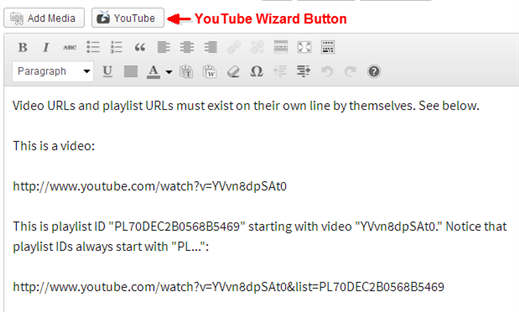 Add Media YouTube YouTube Wizard Button
B I ABC
Paragraph U A T W Ω ?
Video URLs and playlist URLs must exist on their own line by themselves. See below.
This is a video:
http://www.youtube.com/watch?v=YVvn8dpSAt0
This is playlist ID "PL70DEC2B0568B5469" starting with video "YVvn8dpSAt0." Notice that
playlist IDs always start with "PL...":
http://www.youtube.com/watch?v=YVvn8dpSAt0&list=PL70DEC2B0568B5469